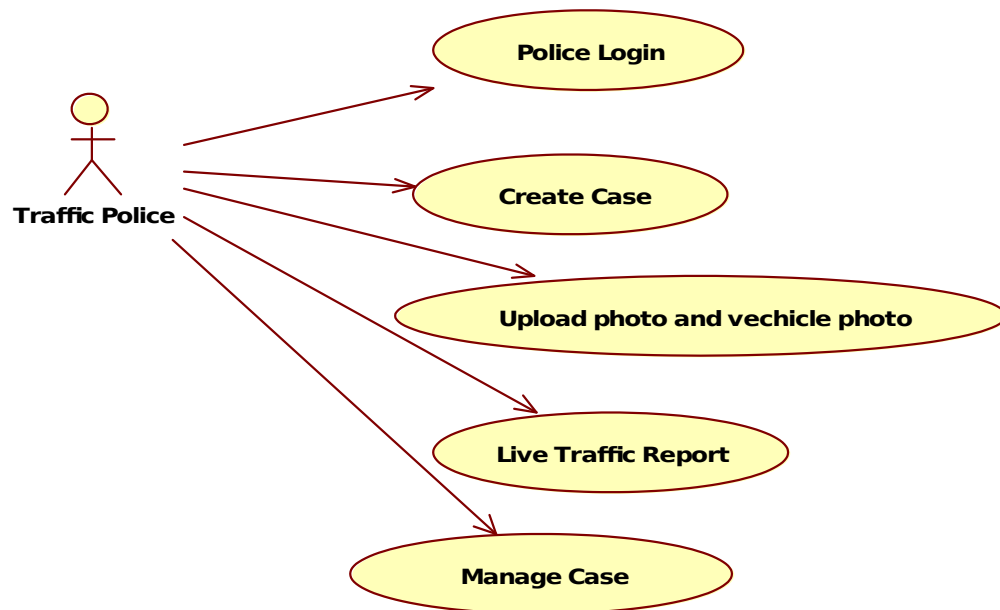 Police Login
Traffic Police
Create Case
Upload photo and vechicle photo
Live Traffic Report
Manage Case